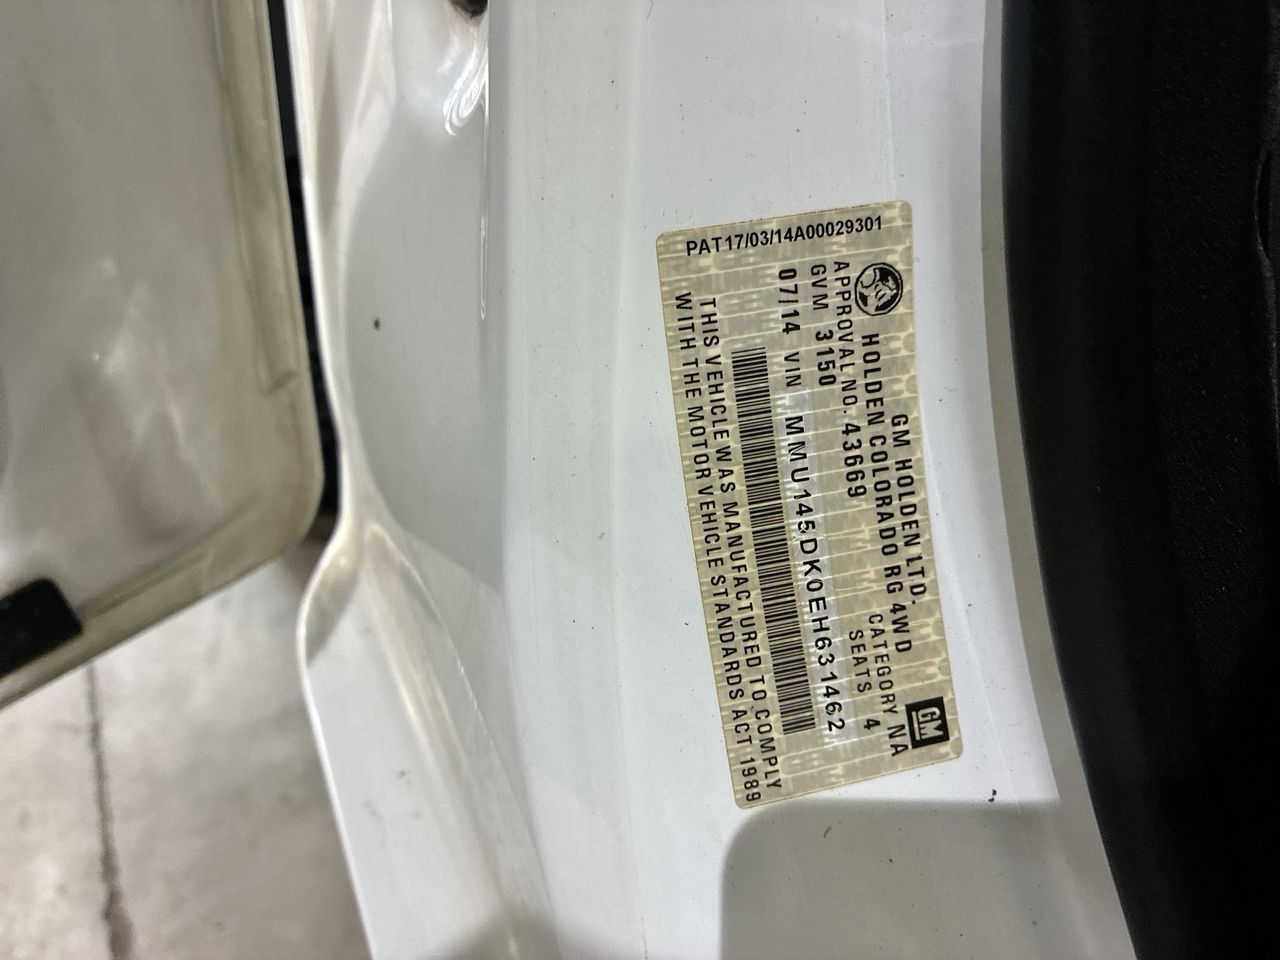 PAT17/03/14A00029301
GM HOLDEN LTD.
HOLDEN COLORADO RG 4WD
APPROVAL NO. 43669 CATEGORY NA
GVM 3150 SEATS 4
07/14 VIN MMU145DK0EH631462
THIS VEHICLE WAS MANUFACTURED TO COMPLY
WITH THE MOTOR VEHICLE STANDARDS ACT 1989
GM